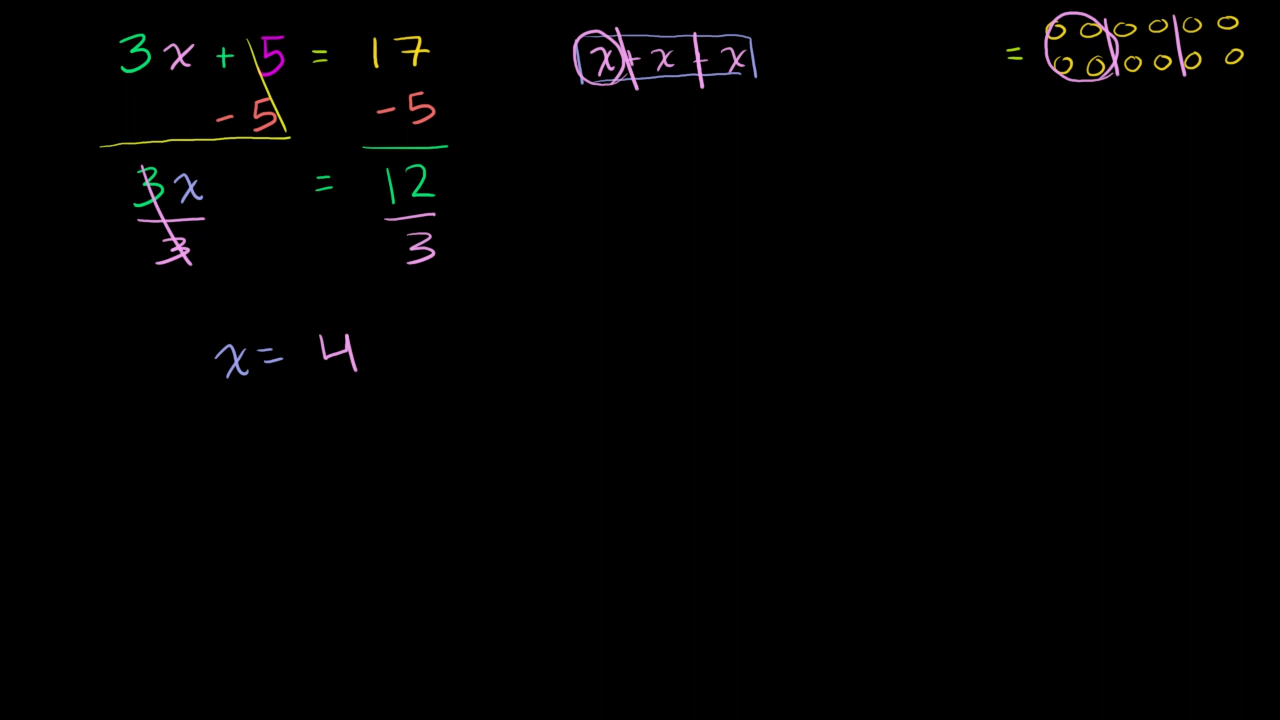 3x + 5 = 17 x + x + x =
- 5 - 5
3x = 12
3 3
x = 4